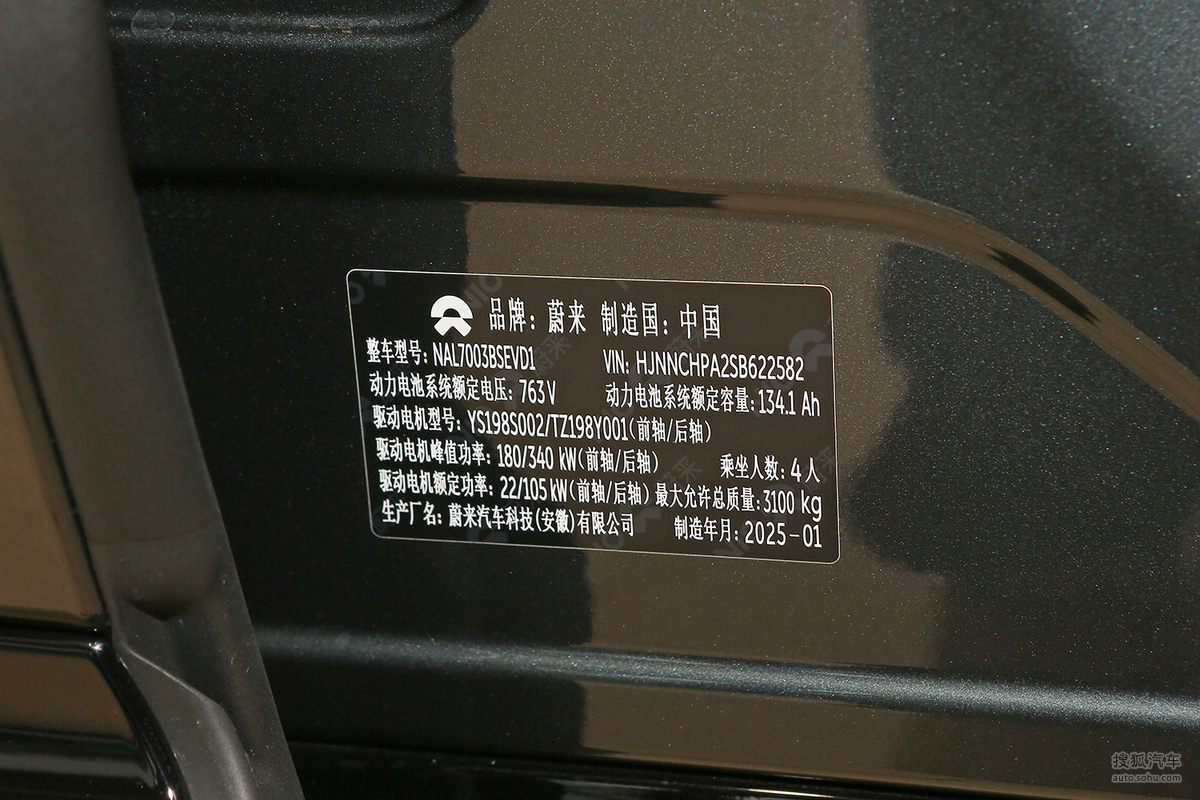 品牌：蔚来 制造国：中国
整车型号：NAL7003BSEVD1 VIN：HJNNCHPA2SB622582
动力电池系统额定电压：763V 动力电池系统额定容量：134.1 Ah
驱动电机型号：YS198S002/TZ198Y001(前轴/后轴)
驱动电机峰值功率：180/340 kW(前轴/后轴) 乘坐人数：4人
驱动电机额定功率：22/105 kW(前轴/后轴) 最大允许总质量：3100 kg
生产厂名：蔚来汽车科技(安徽)有限公司 制造年月：2025-01
搜狐汽车
auto.sohu.com